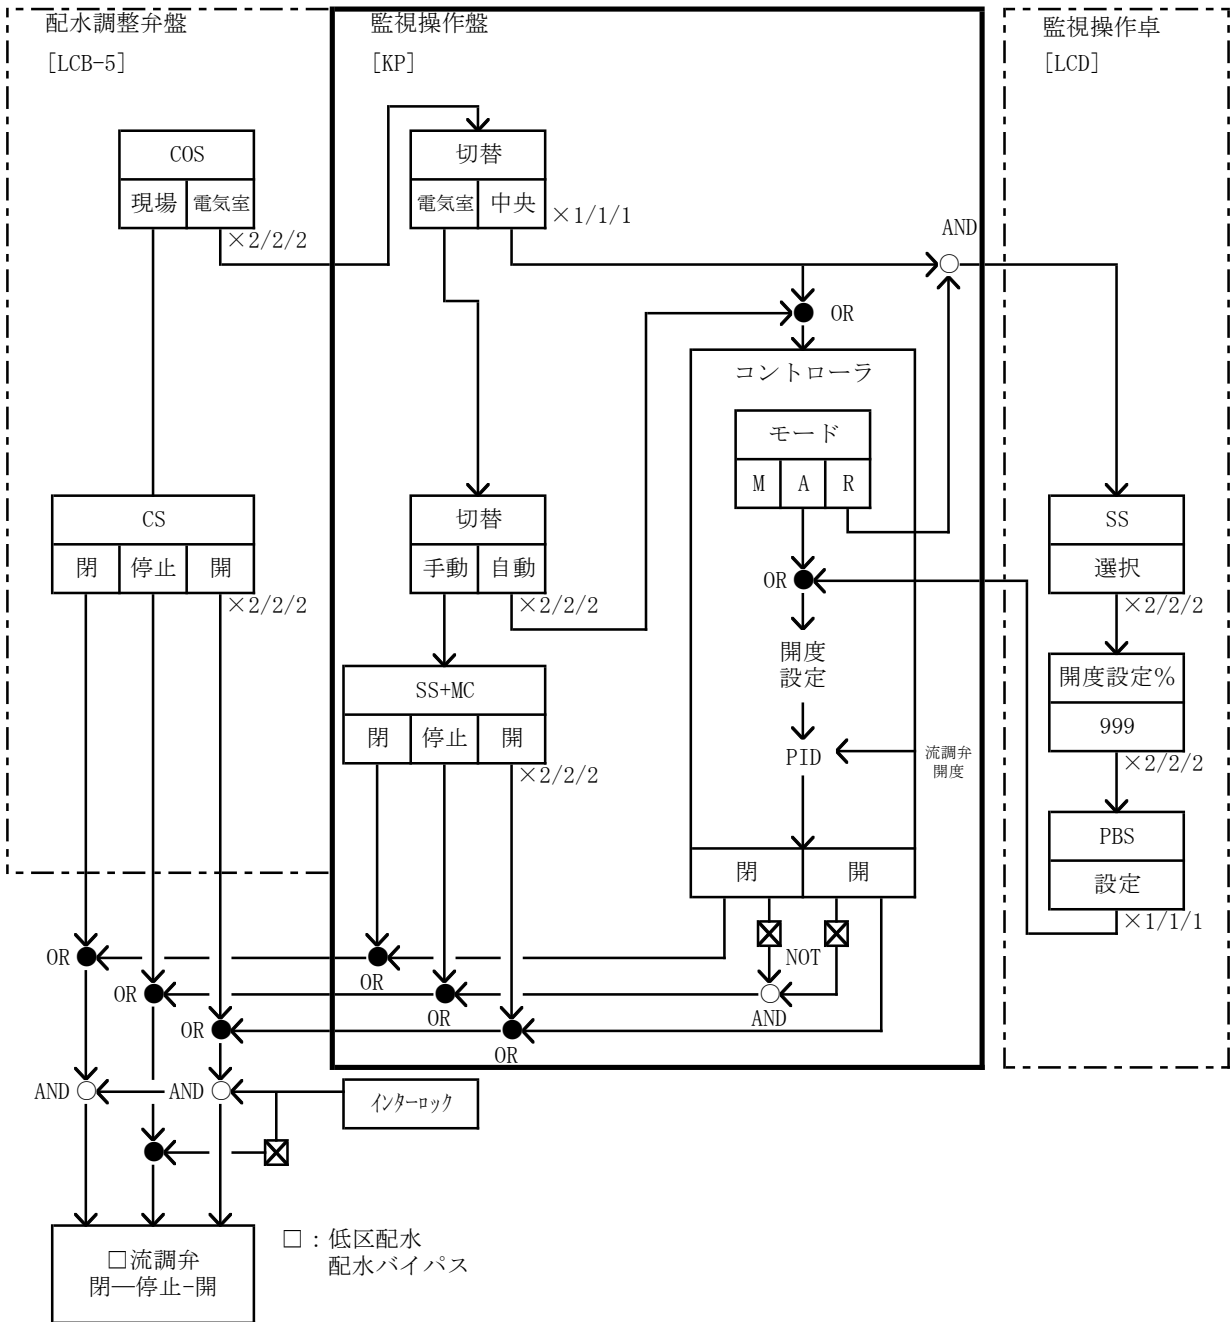 配水調整弁盤
[LCB-5]
監視操作盤
[KP]
監視操作卓
[LCD]
COS
現場 電気室
×2/2/2
切替
電気室 中央
×1/1/1
AND
OR
コントローラ
モード
M A R
CS
閉 停止 開
×2/2/2
切替
手動 自動
×2/2/2
OR
SS
選択
×2/2/2
開度
設定
SS+MC
閉 停止 開
×2/2/2
PID
流調弁
開度
開度設定%
999
×2/2/2
PBS
設定
×1/1/1
閉 開
NOT
OR
OR
OR
OR
AND
OR
OR
AND
AND
インターロック
□流調弁
閉―停止-開
□：低区配水
配水バイパス